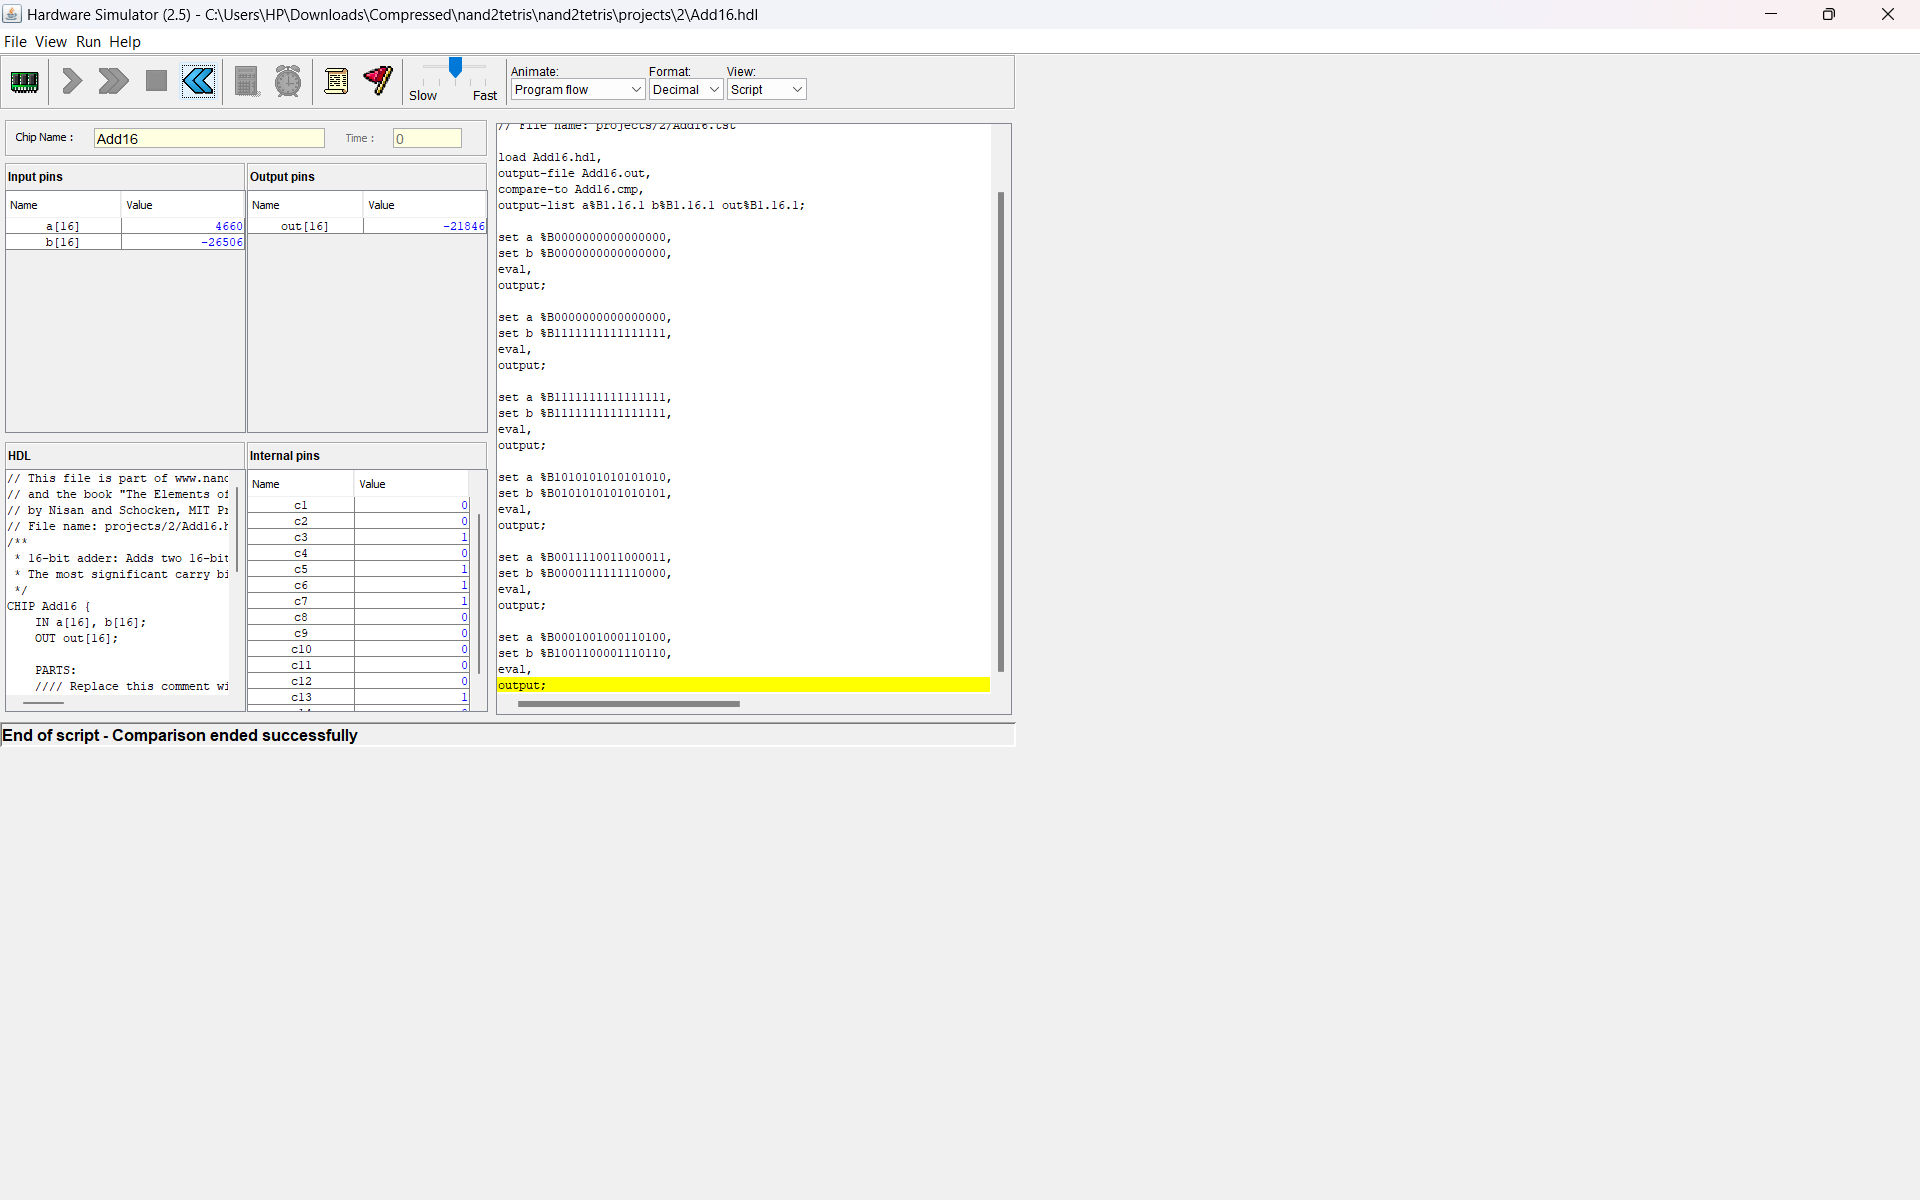 Hardware Simulator (2.5) - C:\Users\HP\Downloads\Compressed\nand2tetris\nand2tetris\projects\2\Add16.hdl
File View Run Help
Slow Fast
Animate: Format: View:
Program flow Decimal Script
Chip Name : Add16 Time : 0
Input pins
Name Value
a[16] 4660
b[16] -26506
Output pins
Name Value
out[16] -21846
HDL
// This file is part of www.nand
// and the book "The Elements of
// by Nisan and Schocken, MIT Pr
// File name: projects/2/Add16.h
/**
* 16-bit adder: Adds two 16-bit
* The most significant carry bi
*/
CHIP Add16 {
IN a[16], b[16];
OUT out[16];
PARTS:
//// Replace this comment wi
Internal pins
Name Value
c1 0
c2 0
c3 1
c4 0
c5 1
c6 1
c7 1
c8 0
c9 0
c10 0
c11 0
c12 0
c13 1
// File name: projects/2/Add16.tst
load Add16.hdl,
output-file Add16.out,
compare-to Add16.cmp,
output-list a%B1.16.1 b%B1.16.1 out%B1.16.1;
set a %B0000000000000000,
set b %B0000000000000000,
eval,
output;
set a %B0000000000000000,
set b %B1111111111111111,
eval,
output;
set a %B1111111111111111,
set b %B1111111111111111,
eval,
output;
set a %B1010101010101010,
set b %B0101010101010101,
eval,
output;
set a %B0011110011000011,
set b %B0000111111110000,
eval,
output;
set a %B0001001000110100,
set b %B1001100001110110,
eval,
output;
End of script - Comparison ended successfully